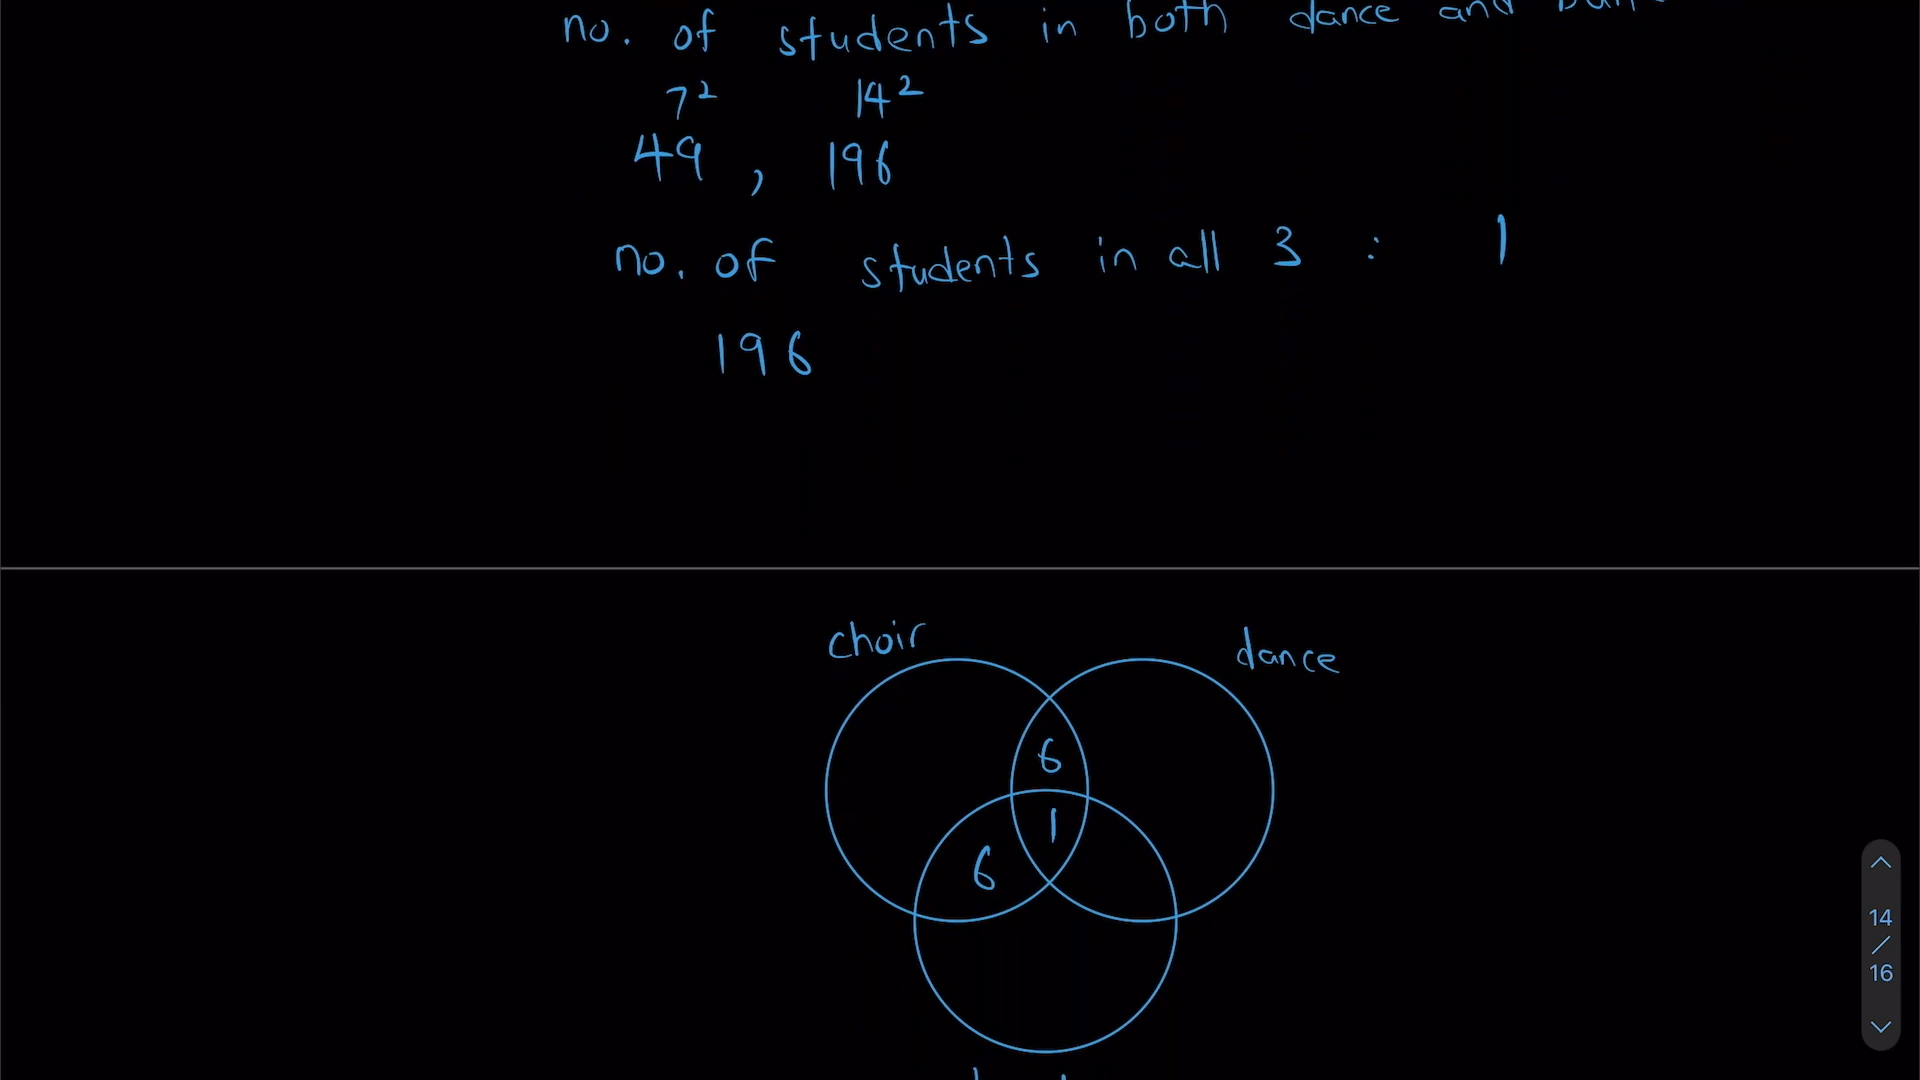 no. of students in both dance and
7² 14²
49 , 196
no. of students in all 3 : 1
196
choir
dance
6
1
6
14
/
16